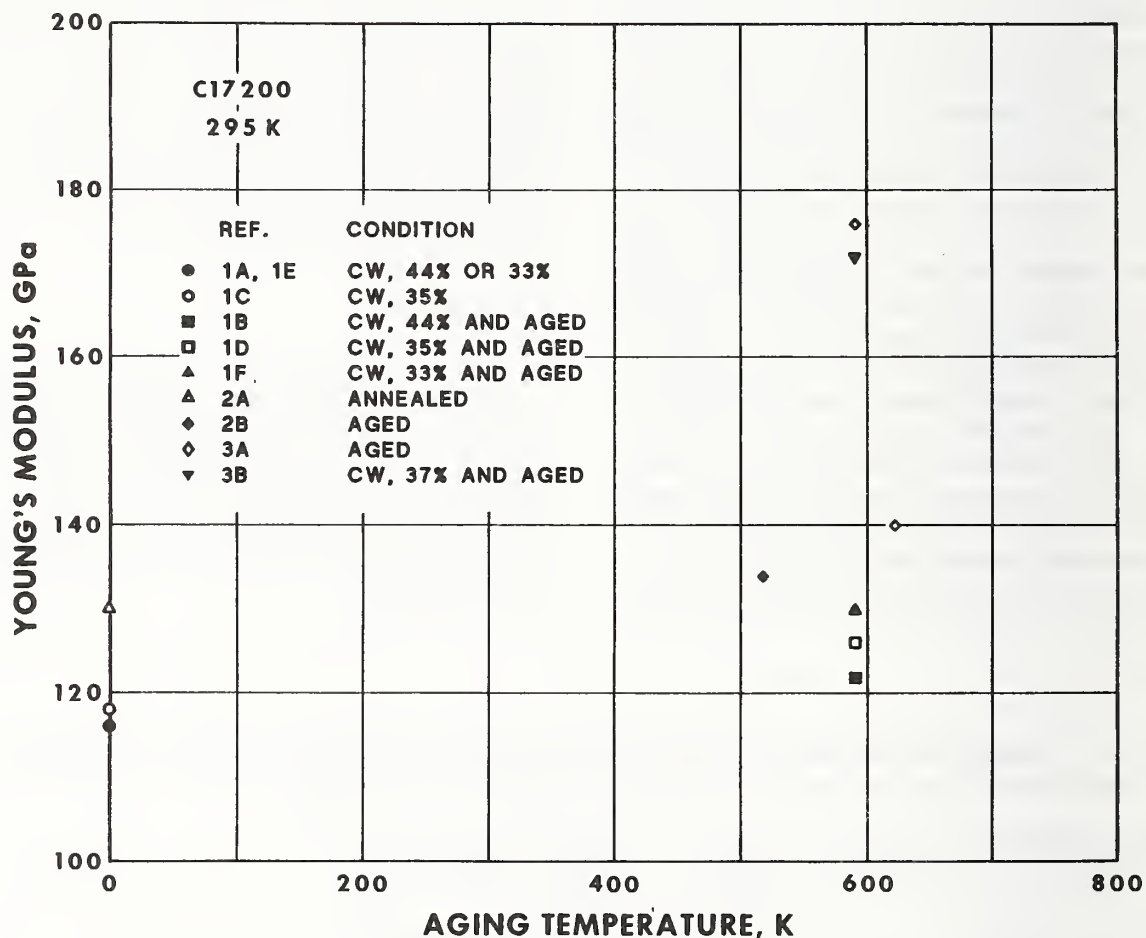 200
C17200
295 K
180
REF. CONDITION
1A, 1E CW, 44% OR 33%
1C CW, 35%
1B CW, 44% AND AGED
160
1D CW, 35% AND AGED
1F CW, 33% AND AGED
2A ANNEALED
2B AGED
3A AGED
3B CW, 37% AND AGED
140
120
100
0 200 400 600 800
YOUNG'S MODULUS, GPa
AGING TEMPERATURE, K